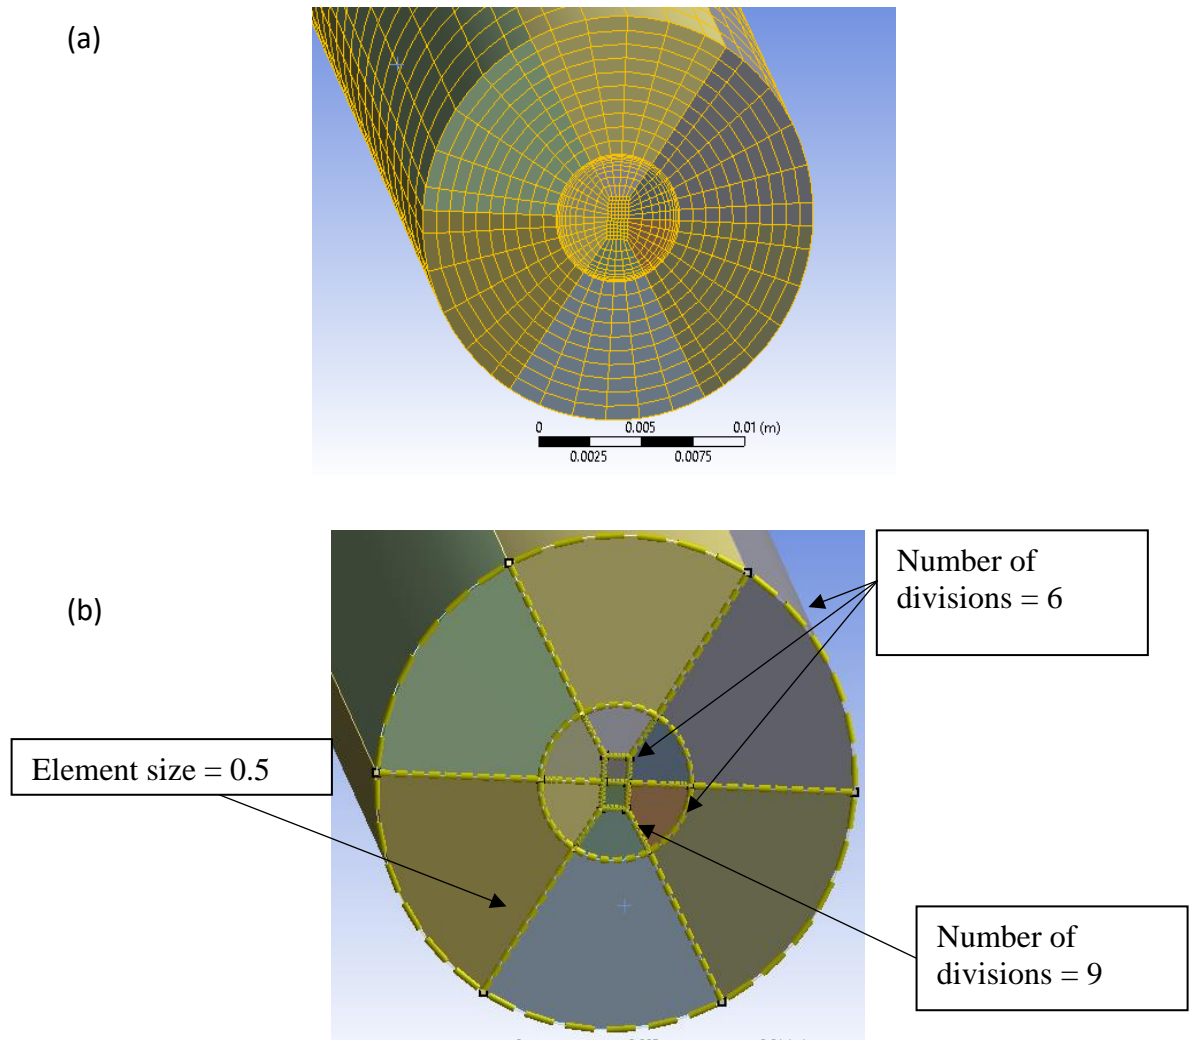 (a)
0 0.005 0.01 (m)
0.0025 0.0075
(b)
Number of
divisions = 6
Element size = 0.5
Number of
divisions = 9